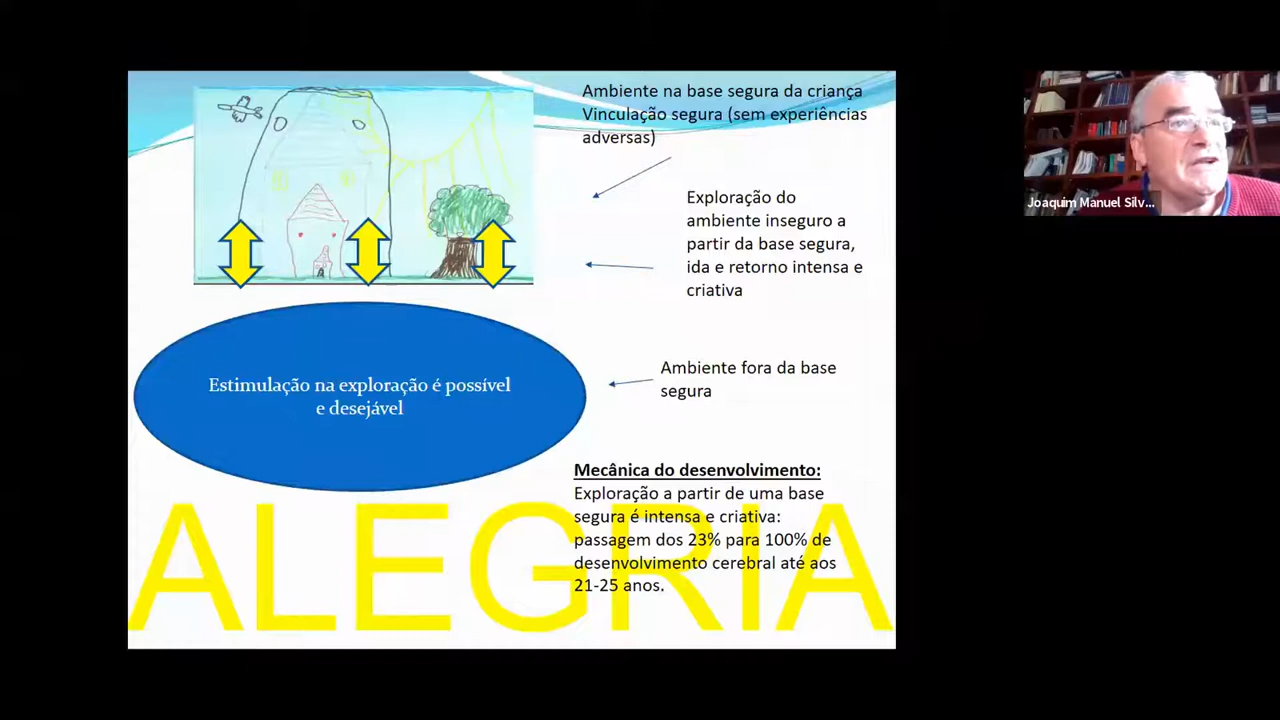 Ambiente na base segura da criança
Vinculação segura (sem experiências
adversas)
Exploração do
ambiente inseguro a
partir da base segura,
ida e retorno intensa e
criativa
Estimulação na exploração é possível
e desejável
Ambiente fora da base
segura
Mecânica do desenvolvimento:
Exploração a partir de uma base
segura é intensa e criativa:
passagem dos 23% para 100% de
desenvolvimento cerebral até aos
21-25 anos.
ALEGRIA
Joaquim Manuel Silv...